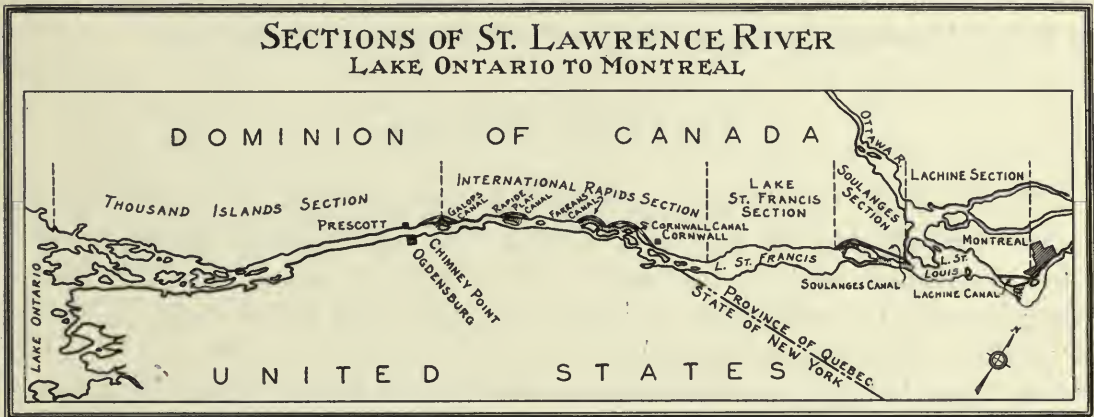 SECTIONS OF ST. LAWRENCE RIVER
LAKE ONTARIO TO MONTREAL
DOMINION OF CANADA
OTTAWA R.
THOUSAND ISLANDS SECTION
INTERNATIONAL RAPIDS SECTION
LAKE
ST. FRANCIS
SECTION
SOULANGES
SECTION
LACHINE SECTION
PRESCOTT
GALOPS
CANAL
RAPIDE
PLAT
CANAL
FARRANS
CANAL
CORNWALL CANAL
CORNWALL
MONTREAL
CHIMNEY POINT
OGDENSBURG
L. ST. FRANCIS
L. ST.
LOUIS
SOULANGES CANAL
LACHINE CANAL
LAKE ONTARIO
PROVINCE OF QUEBEC
STATE OF NEW YORK
N
UNITED STATES